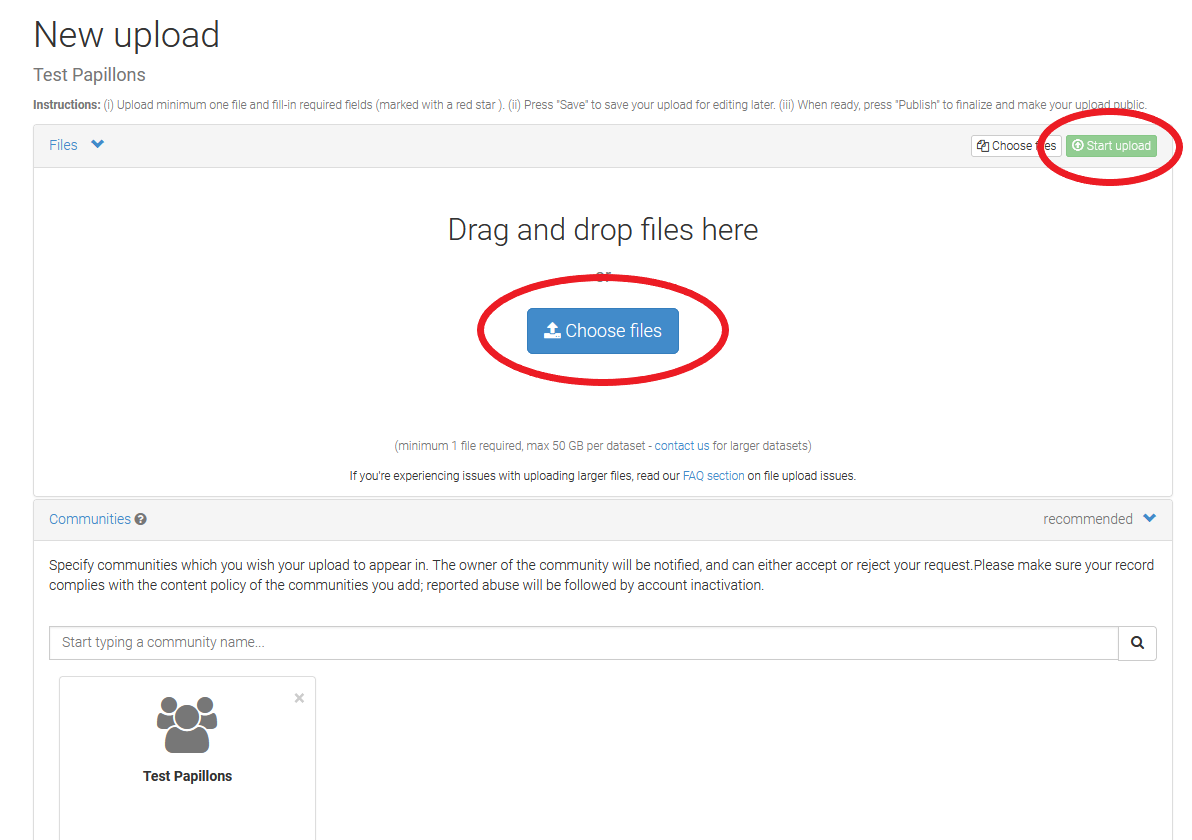 New upload
Test Papillons
Instructions: (i) Upload minimum one file and fill-in required fields (marked with a red star ). (ii) Press "Save" to save your upload for editing later. (iii) When ready, press "Publish" to finalize and make your upload public.
Files Choose files Start upload
Drag and drop files here
or
Choose files
(minimum 1 file required, max 50 GB per dataset - contact us for larger datasets)
If you're experiencing issues with uploading larger files, read our FAQ section on file upload issues.
Communities recommended
Specify communities which you wish your upload to appear in. The owner of the community will be notified, and can either accept or reject your request.Please make sure your record
complies with the content policy of the communities you add; reported abuse will be followed by account inactivation.
Start typing a community name...
Test Papillons